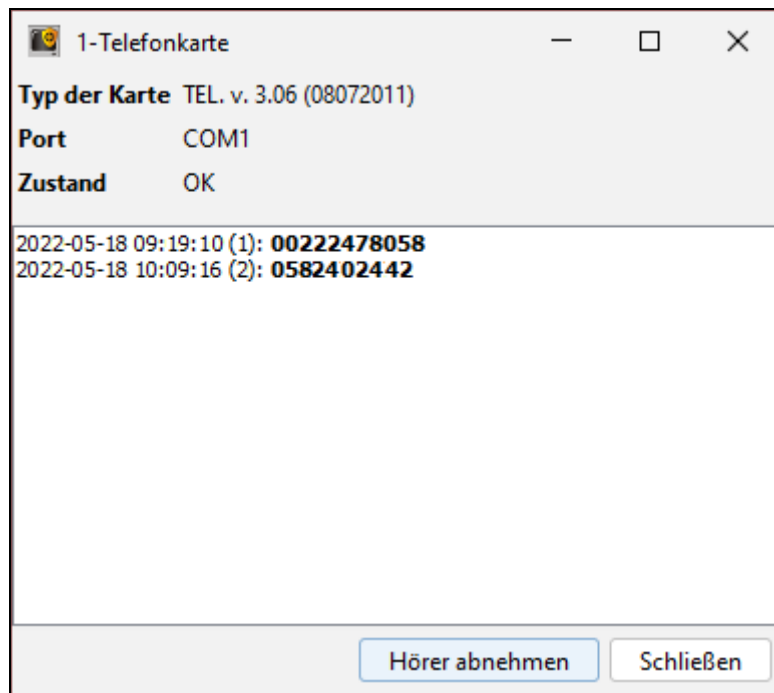 1-Telefonkarte
Typ der Karte TEL. v. 3.06 (08072011)
Port COM1
Zustand OK
2022-05-18 09:19:10 (1): 00222478058
2022-05-18 10:09:16 (2): 0582402442
Hörer abnehmen Schließen